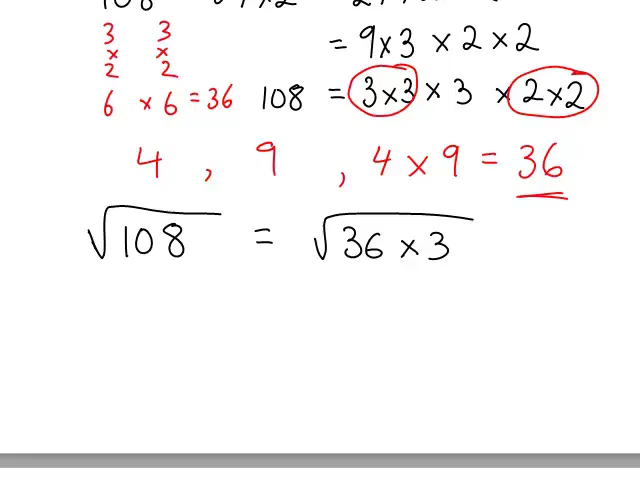 3 3 = 9 × 3 × 2 × 2
× ×
2 2
6 × 6 = 36 108 = 3 × 3 × 3 × 2 × 2
4 , 9 , 4 × 9 = 36
√108 = √36 × 3